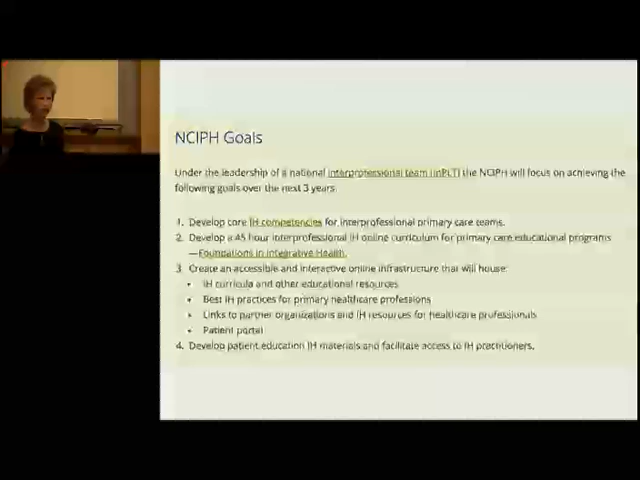 NCIPH Goals
Under the leadership of a national interprofessional team (InPLT) the NCIPH will focus on achieving the
following goals over the next 3 years
1. Develop core IH competencies for interprofessional primary care teams.
2. Develop a 45 hour interprofessional IH online curriculum for primary care educational programs
—Foundations in Integrative Health.
3. Create an accessible and interactive online infrastructure that will house:
• IH curricula and other educational resources
• Best IH practices for primary healthcare professions
• Links to partner organizations and IH resources for healthcare professionals
• Patient portal
4. Develop patient education IH materials and facilitate access to IH practitioners.